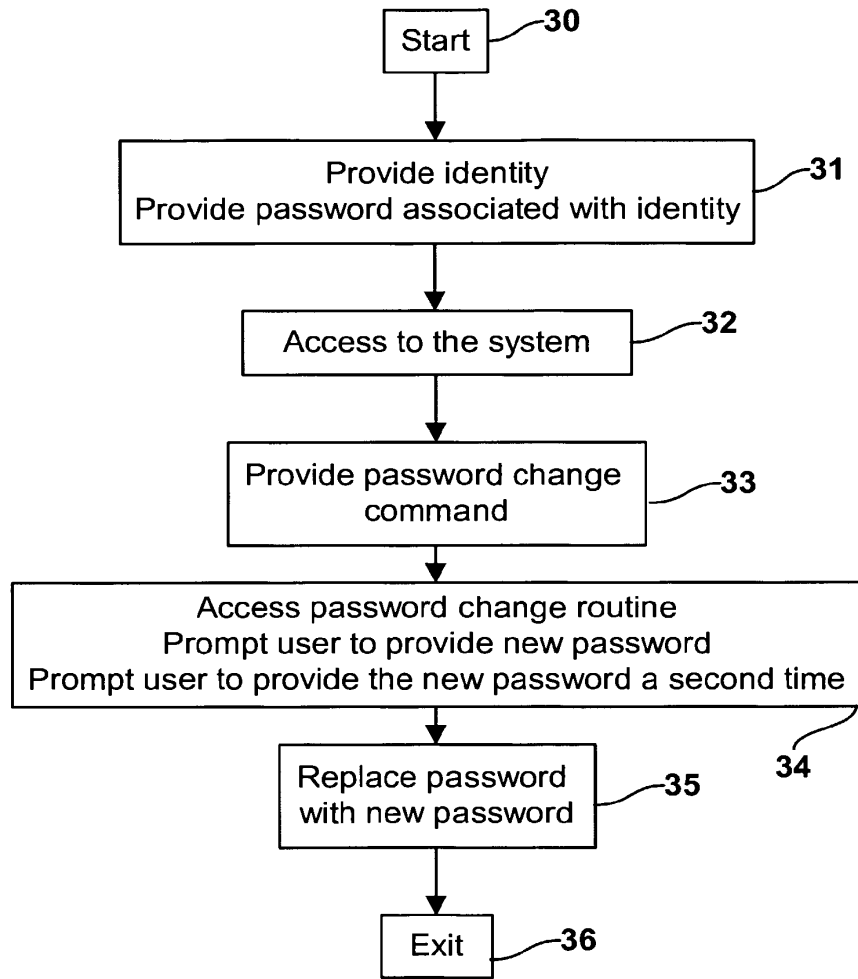 Start
30
Provide identity
Provide password associated with identity
31
Access to the system
32
Provide password change
command
33
Access password change routine
Prompt user to provide new password
Prompt user to provide the new password a second time
34
Replace password
with new password
35
Exit
36